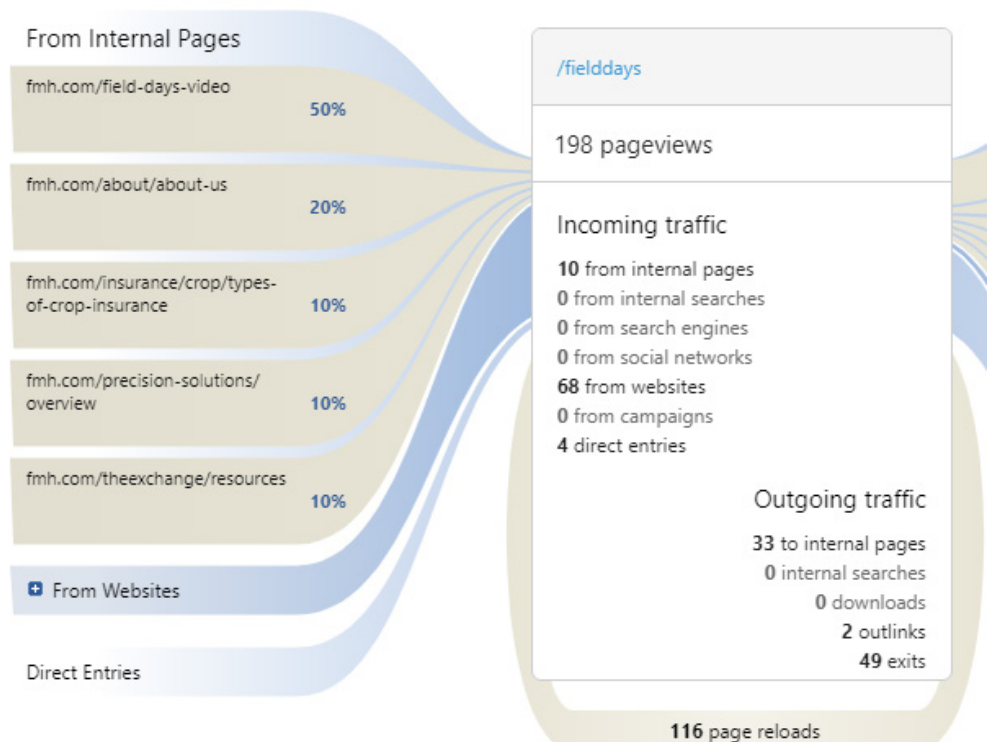 From Internal Pages
fmh.com/field-days-video
50%
fmh.com/about/about-us
20%
fmh.com/insurance/crop/types-
of-crop-insurance
10%
fmh.com/precision-solutions/
overview
10%
fmh.com/theexchange/resources
10%
From Websites
Direct Entries
/fielddays
198 pageviews
Incoming traffic
10 from internal pages
0 from internal searches
0 from search engines
0 from social networks
68 from websites
0 from campaigns
4 direct entries
Outgoing traffic
33 to internal pages
0 internal searches
0 downloads
2 outlinks
49 exits
116 page reloads